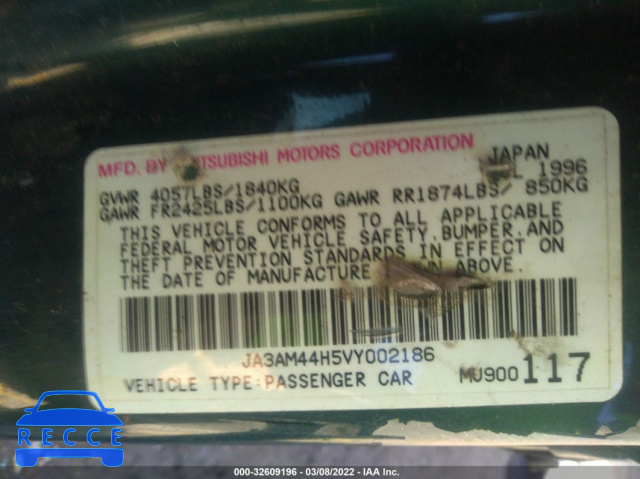 MFD. BY MITSUBISHI MOTORS CORPORATION JAPAN
1996
GVWR 4057LBS/1840KG
GAWR FR2425LBS/1100KG GAWR RR1874LBS/ 850KG
THIS VEHICLE CONFORMS TO ALL APPLICABLE
FEDERAL MOTOR VEHICLE SAFETY, BUMPER, AND
THEFT PREVENTION STANDARDS IN EFFECT ON
THE DATE OF MANUFACTURE ABOVE.
JA3AM44H5VY002186
VEHICLE TYPE:PASSENGER CAR MU900 117
RECCE
000-32609196 - 03/08/2022 - IAA Inc.